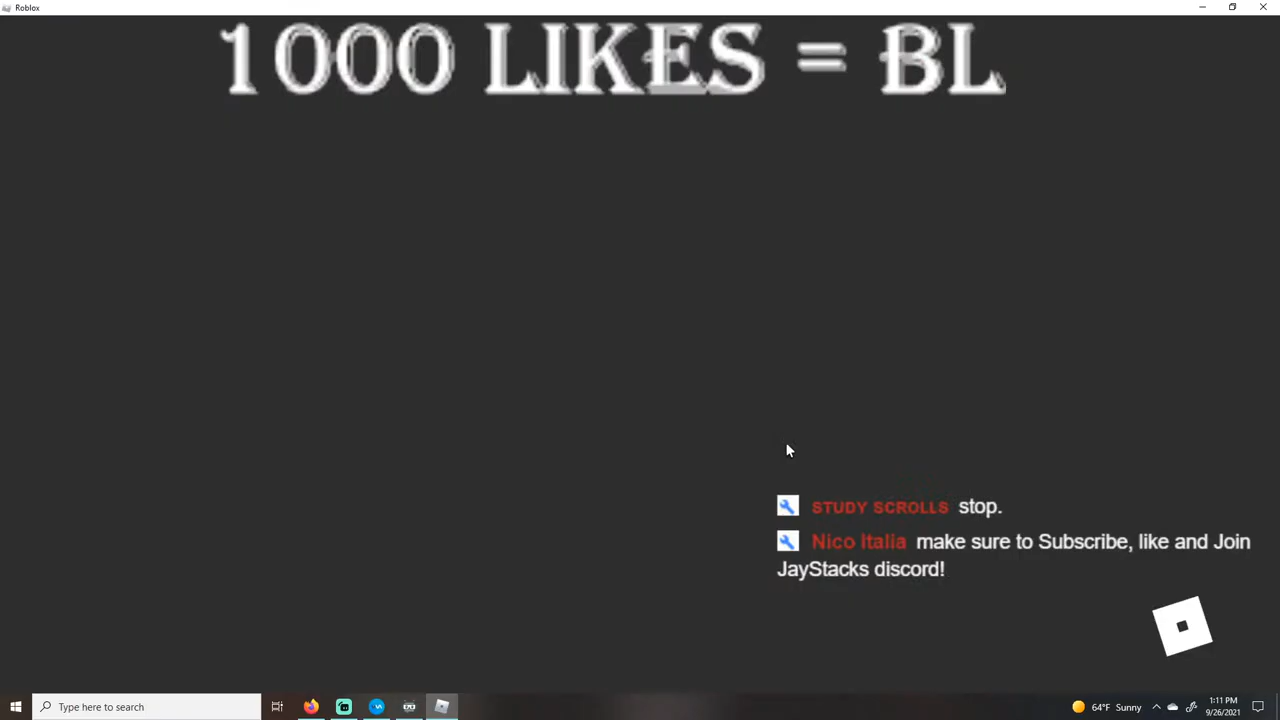 Roblox
1000 LIKES = BL
STUDY SCROLLS stop.
Nico Italia make sure to Subscribe, like and Join
JayStacks discord!
Type here to search
64°F Sunny
1:11 PM
9/26/2021